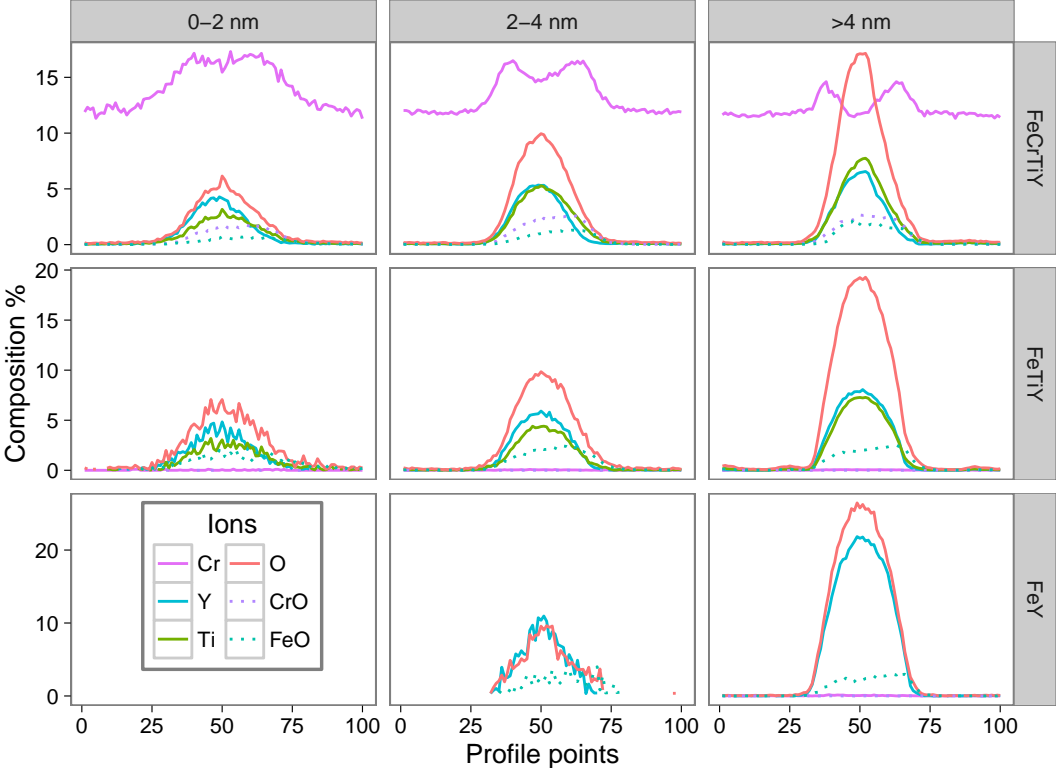 0–2 nm 2–4 nm >4 nm
15
10
5
0
FeCrTiY
20
15
10
5
0
FeTiY
Composition %
20
10
0
FeY
Ions
Cr O
Y CrO
Ti FeO
0 25 50 75 100 0 25 50 75 100 0 25 50 75 100
Profile points